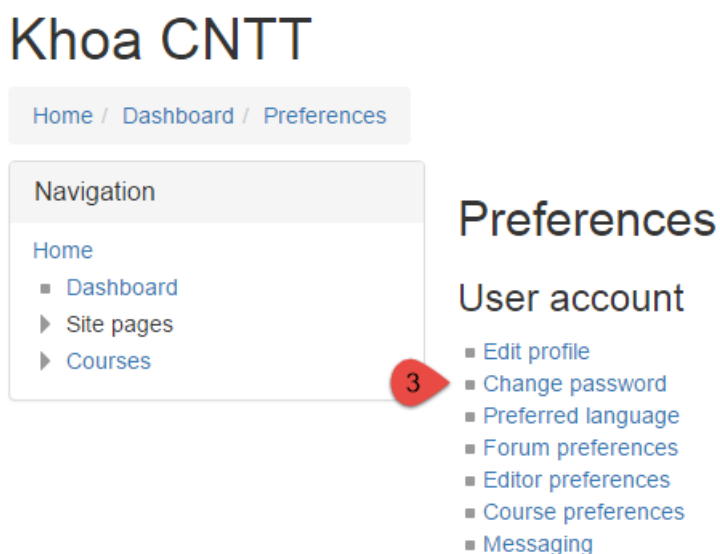 Khoa CNTT
Home / Dashboard / Preferences
Navigation
Home
Dashboard
Site pages
Courses
Preferences
User account
Edit profile
3
Change password
Preferred language
Forum preferences
Editor preferences
Course preferences
Messaging